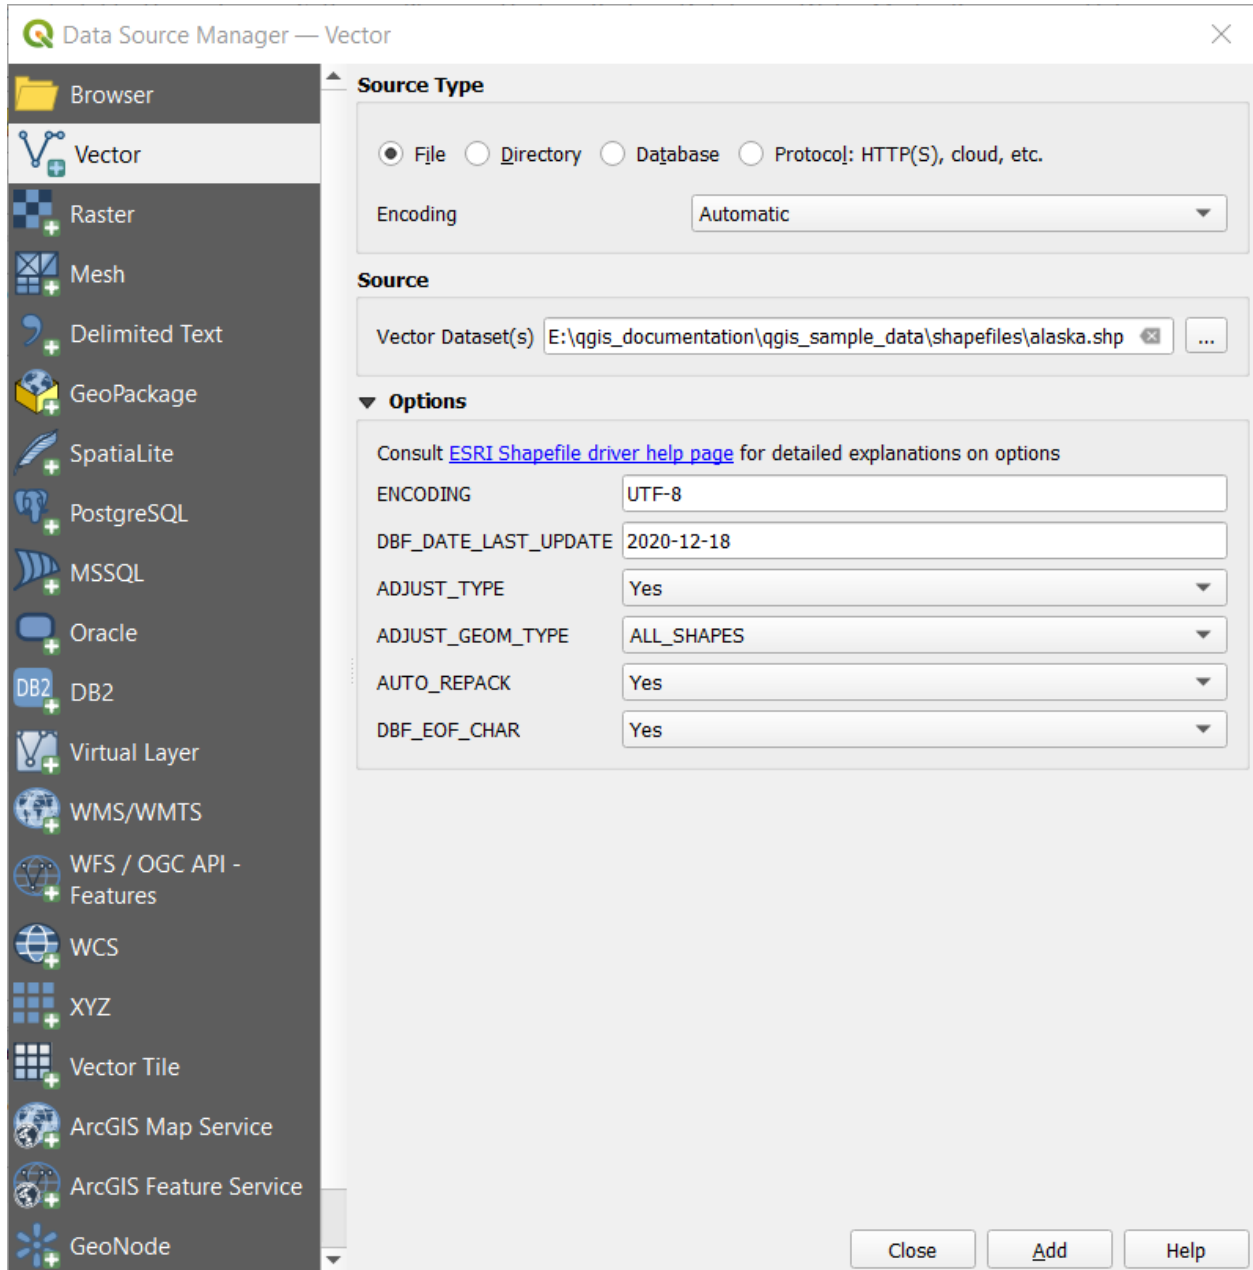 Data Source Manager — Vector
Browser
Vector
Raster
Mesh
Delimited Text
GeoPackage
SpatiaLite
PostgreSQL
MSSQL
Oracle
DB2
DB2
Virtual Layer
WMS/WMTS
WFS / OGC API -
Features
WCS
XYZ
Vector Tile
ArcGIS Map Service
ArcGIS Feature Service
GeoNode
Source Type
File Directory Database Protocol: HTTP(S), cloud, etc.
Encoding Automatic
Source
Vector Dataset(s) E:\qgis_documentation\qgis_sample_data\shapefiles\alaska.shp ...
Options
Consult ESRI Shapefile driver help page for detailed explanations on options
ENCODING UTF-8
DBF_DATE_LAST_UPDATE 2020-12-18
ADJUST_TYPE Yes
ADJUST_GEOM_TYPE ALL_SHAPES
AUTO_REPACK Yes
DBF_EOF_CHAR Yes
Close Add Help